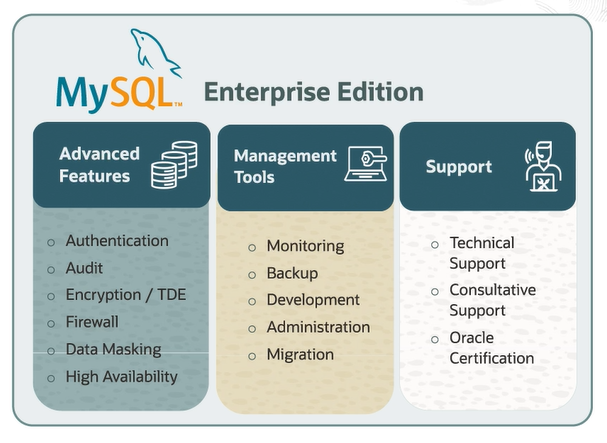 MySQL™ Enterprise Edition
Advanced
Features
Authentication
Audit
Encryption / TDE
Firewall
Data Masking
High Availability
Management
Tools
Monitoring
Backup
Development
Administration
Migration
Support
Technical
Support
Consultative
Support
Oracle
Certification